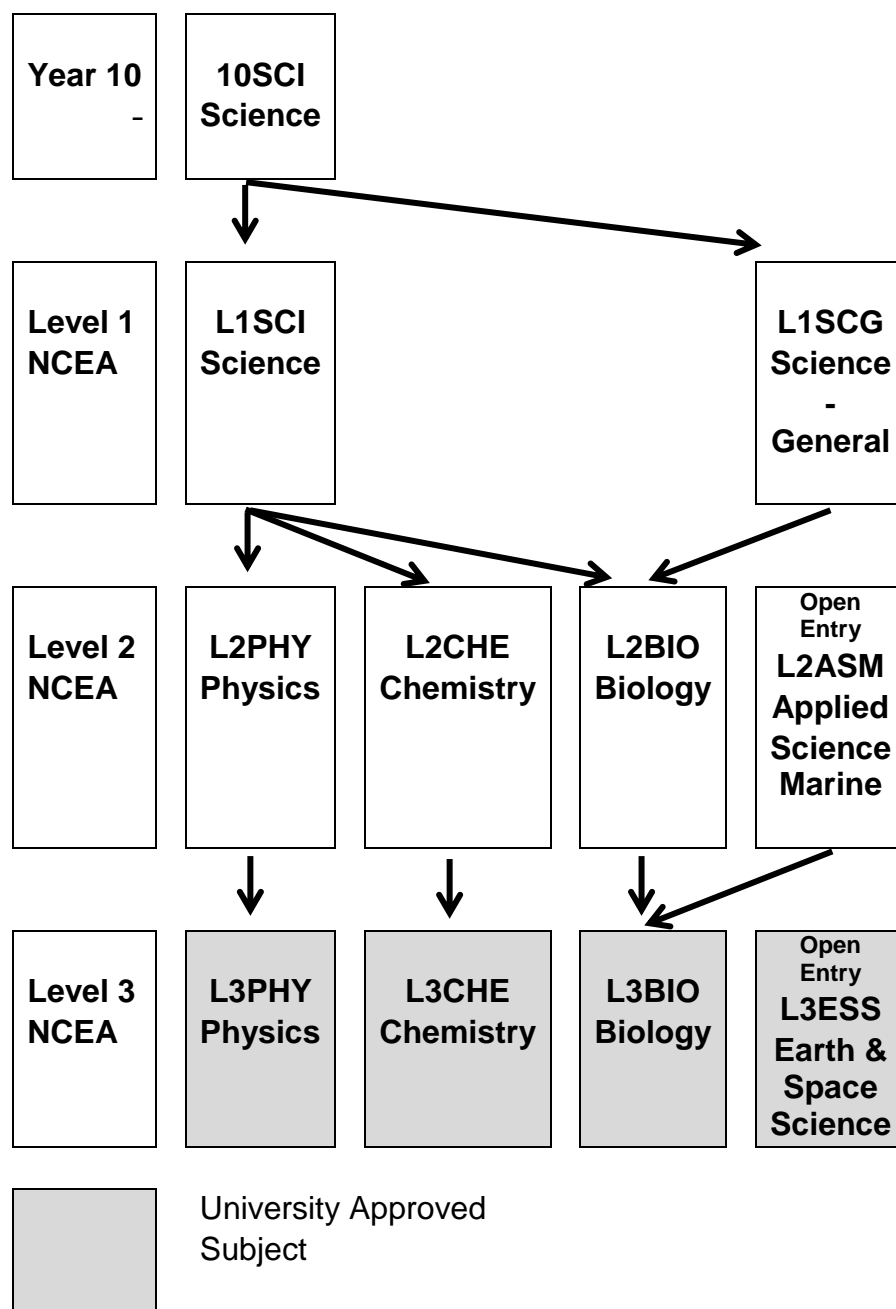 Year 10
-
10SCI
Science
Level 1
NCEA
L1SCI
Science
L1SCG
Science
-
General
Level 2
NCEA
L2PHY
Physics
L2CHE
Chemistry
L2BIO
Biology
Open
Entry
L2ASM
Applied
Science
Marine
Level 3
NCEA
L3PHY
Physics
L3CHE
Chemistry
L3BIO
Biology
Open
Entry
L3ESS
Earth &
Space
Science
University Approved
Subject